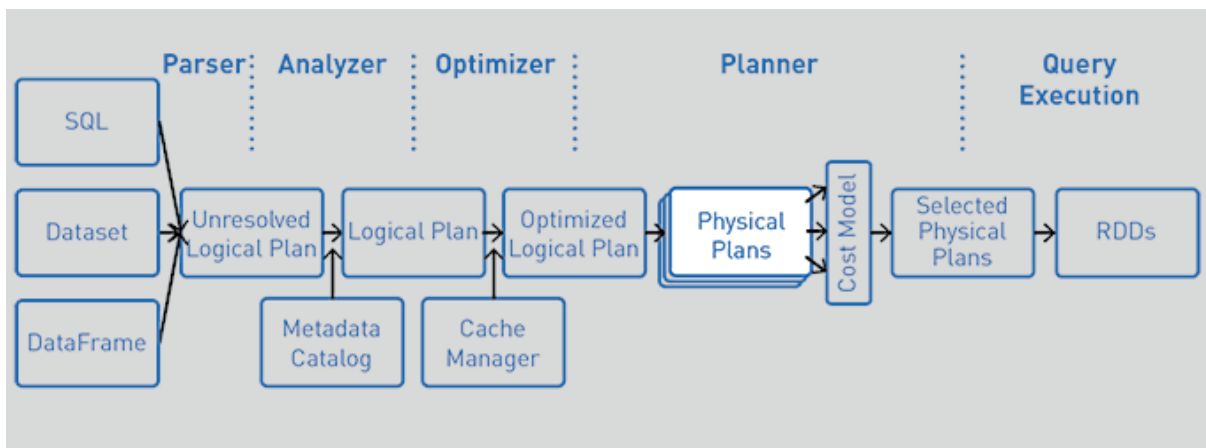 Parser
Analyzer
Optimizer
Planner
Query
Execution
SQL
Dataset
DataFrame
Unresolved
Logical Plan
Logical Plan
Optimized
Logical Plan
Physical
Plans
Cost Model
Selected
Physical
Plans
RDDs
Metadata
Catalog
Cache
Manager